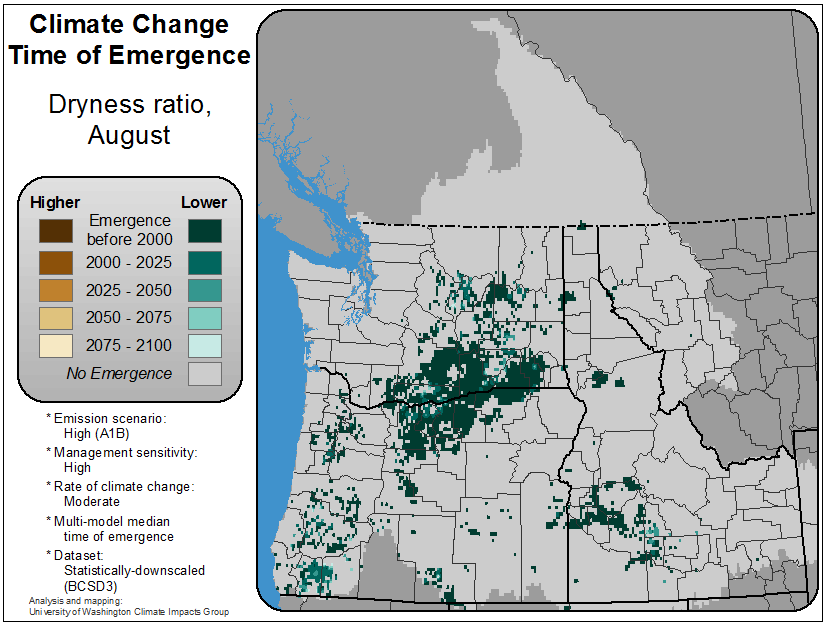 Climate Change
Time of Emergence
Dryness ratio,
August
Higher
Lower
Emergence
before 2000
2000 - 2025
2025 - 2050
2050 - 2075
2075 - 2100
No Emergence
* Emission scenario:
High (A1B)
* Management sensitivity:
High
* Rate of climate change:
Moderate
* Multi-model median
time of emergence
* Dataset:
Statistically-downscaled
(BCSD3)
Analysis and mapping:
University of Washington Climate Impacts Group